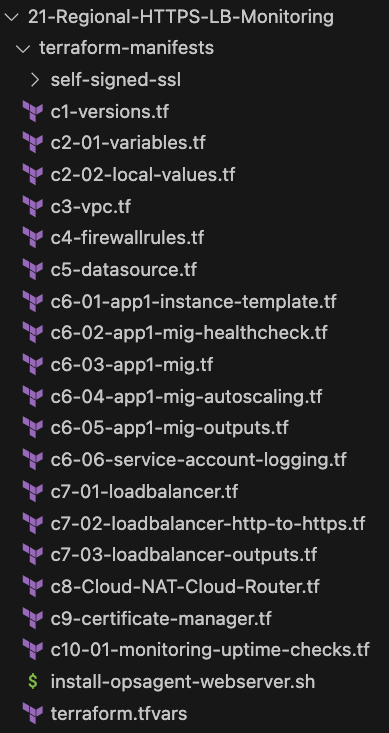 21-Regional-HTTPS-LB-Monitoring
terraform-manifests
self-signed-ssl
c1-versions.tf
c2-01-variables.tf
c2-02-local-values.tf
c3-vpc.tf
c4-firewallrules.tf
c5-datasource.tf
c6-01-app1-instance-template.tf
c6-02-app1-mig-healthcheck.tf
c6-03-app1-mig.tf
c6-04-app1-mig-autoscaling.tf
c6-05-app1-mig-outputs.tf
c6-06-service-account-logging.tf
c7-01-loadbalancer.tf
c7-02-loadbalancer-http-to-https.tf
c7-03-loadbalancer-outputs.tf
c8-Cloud-NAT-Cloud-Router.tf
c9-certificate-manager.tf
c10-01-monitoring-uptime-checks.tf
$ install-opsagent-webserver.sh
terraform.tfvars